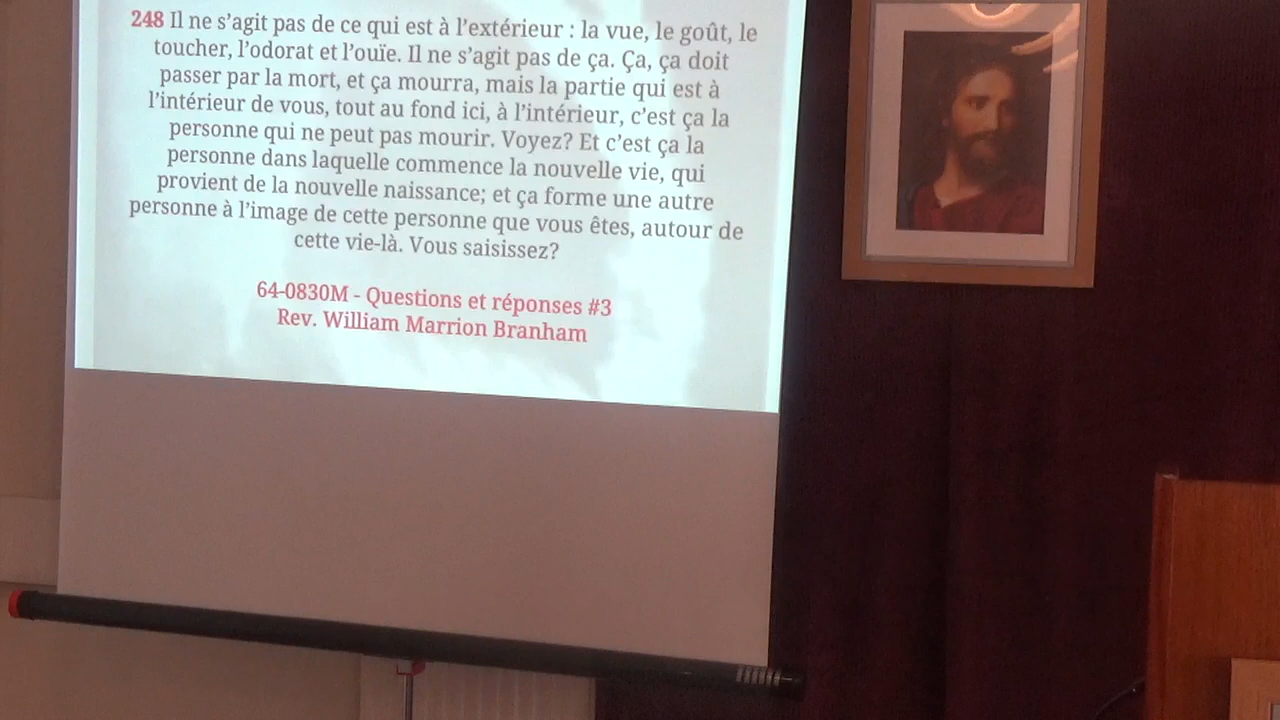 248 Il ne s’agit pas de ce qui est à l’extérieur : la vue, le goût, le
toucher, l’odorat et l’ouïe. Il ne s’agit pas de ça. Ça, ça doit
passer par la mort, et ça mourra, mais la partie qui est à
l’intérieur de vous, tout au fond ici, à l’intérieur, c’est ça la
personne qui ne peut pas mourir. Voyez? Et c’est ça la
personne dans laquelle commence la nouvelle vie, qui
provient de la nouvelle naissance; et ça forme une autre
personne à l’image de cette personne que vous êtes, autour de
cette vie-là. Vous saisissez?
64-0830M - Questions et réponses #3
Rev. William Marrion Branham